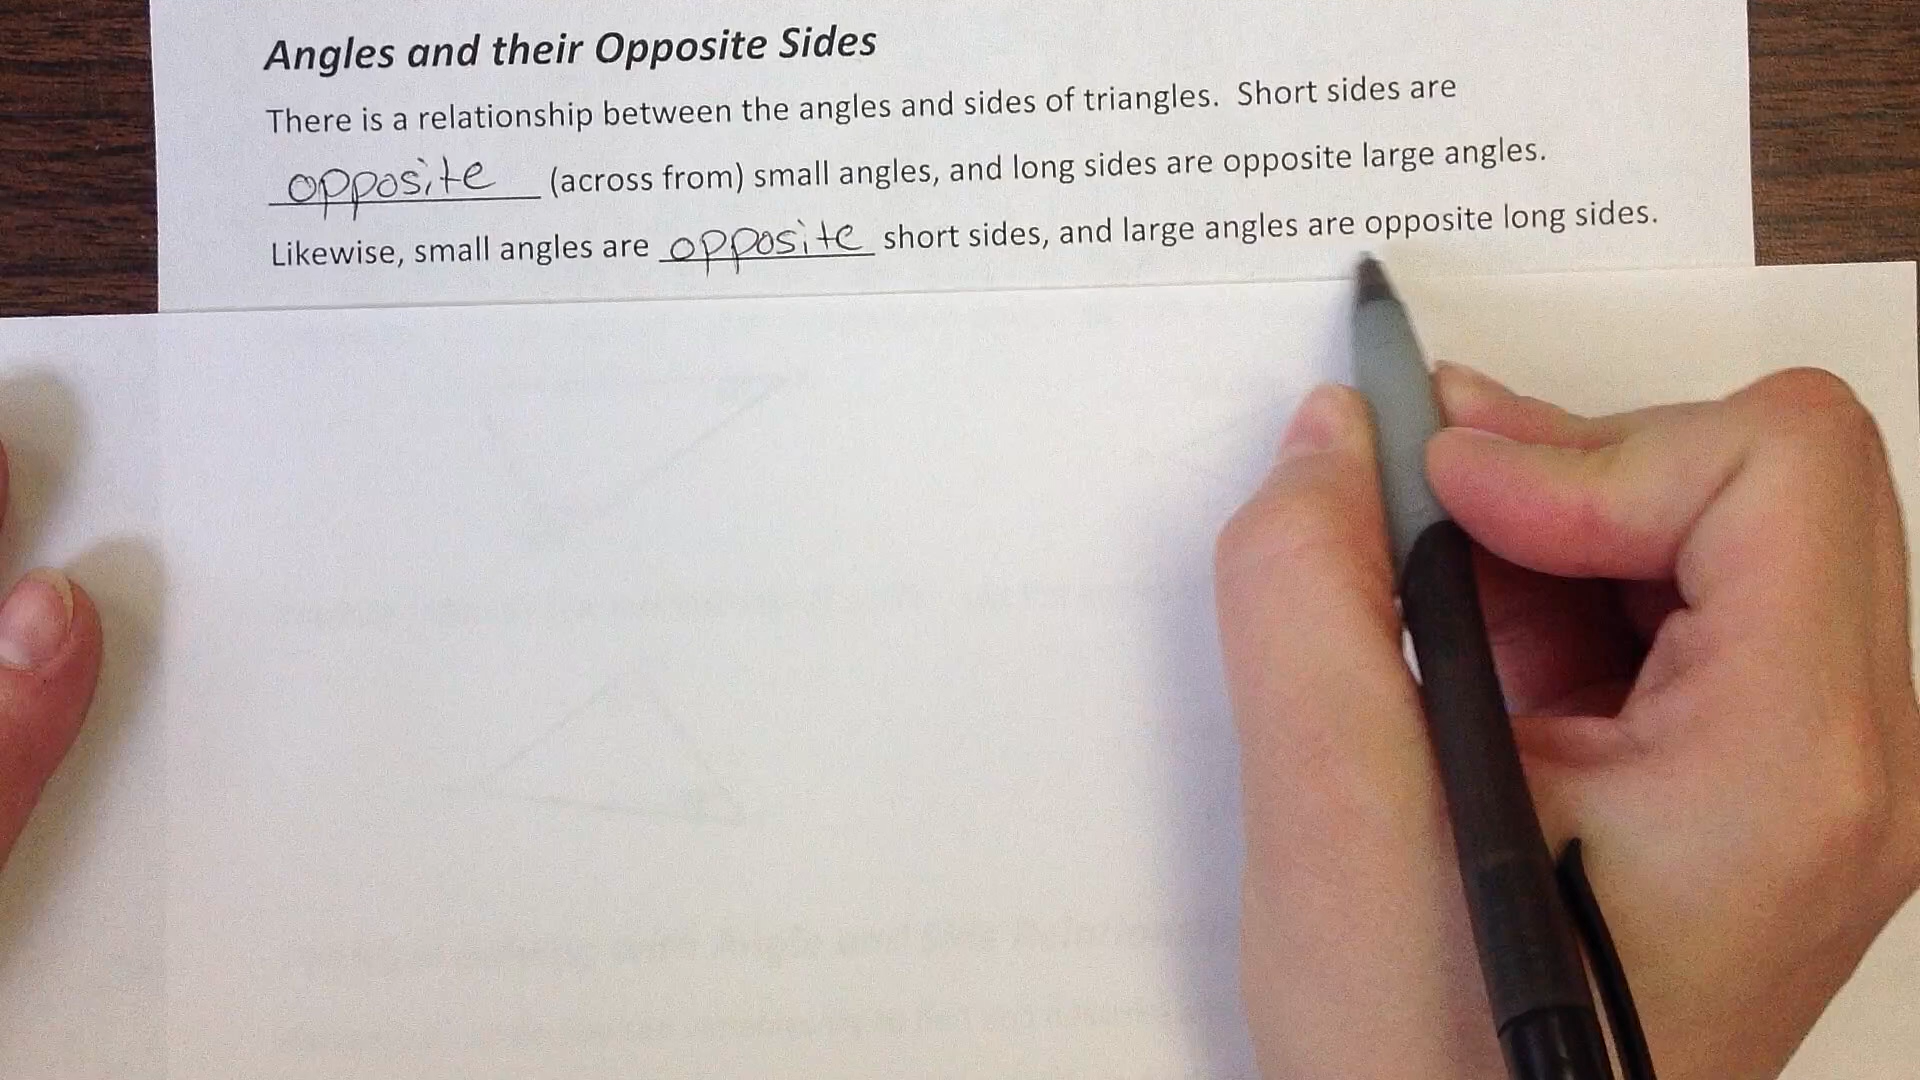 Angles and their Opposite Sides
There is a relationship between the angles and sides of triangles. Short sides are
opposite (across from) small angles, and long sides are opposite large angles.
Likewise, small angles are opposite short sides, and large angles are opposite long sides.